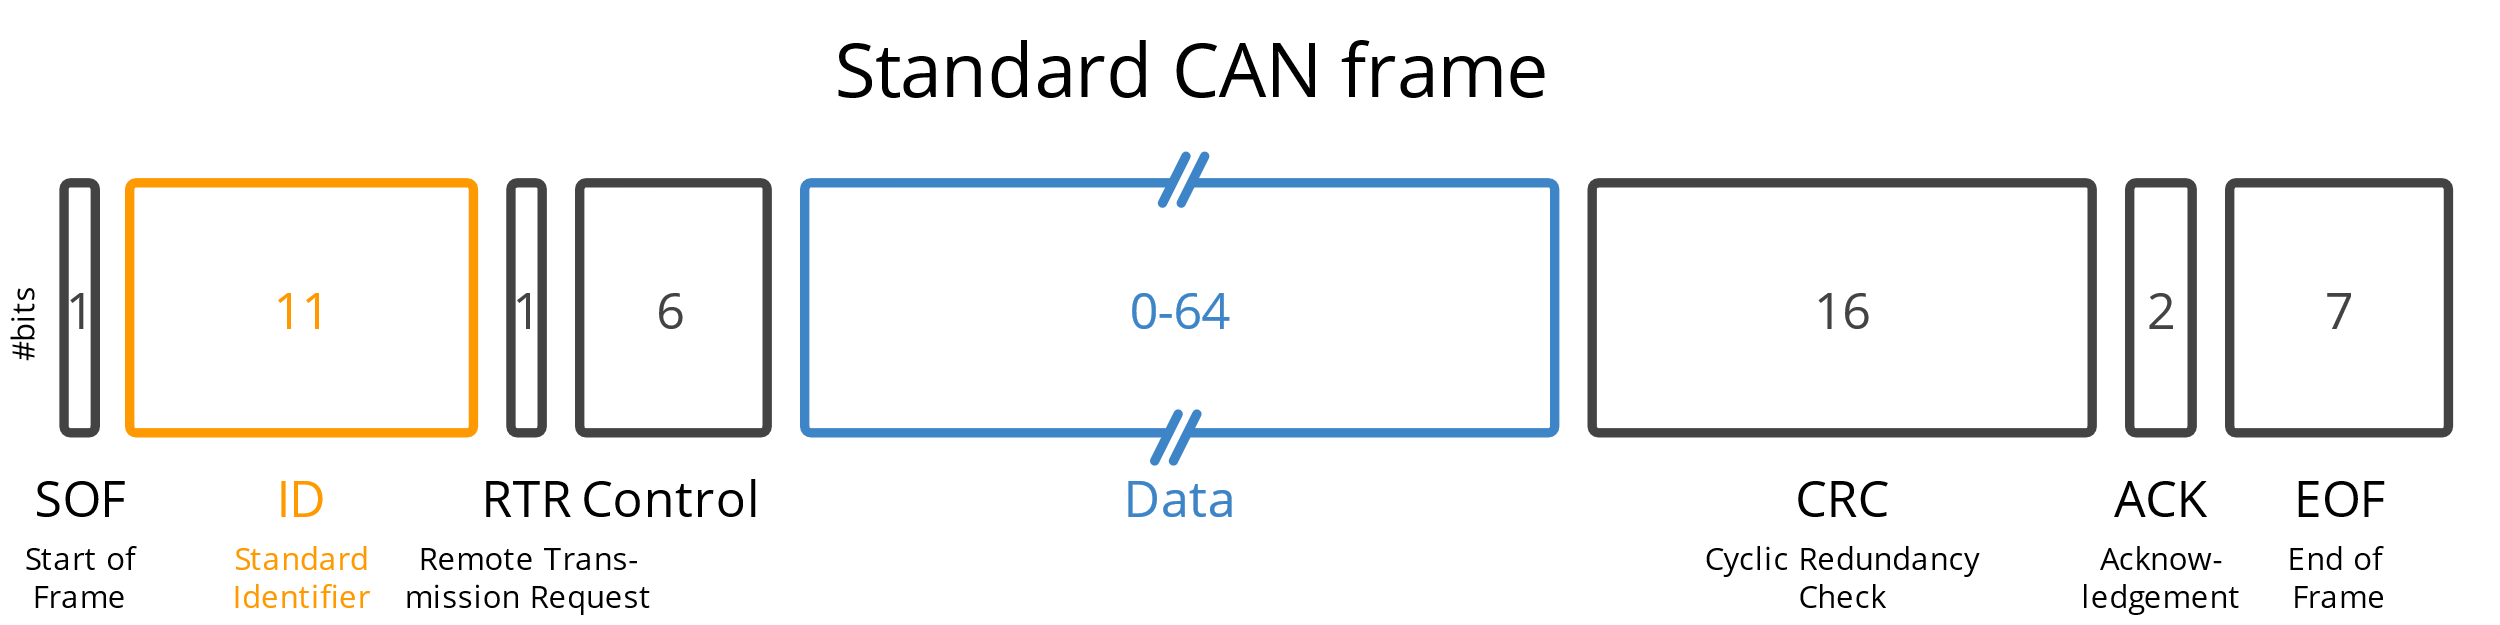 Standard CAN frame
#bits
1
11
1
6
0-64
16
2
7
SOF
ID
RTR
Control
Data
CRC
ACK
EOF
Start of
Frame
Standard
Identifier
Remote Trans-
mission Request
Cyclic Redundancy
Check
Acknow-
ledgement
End of
Frame